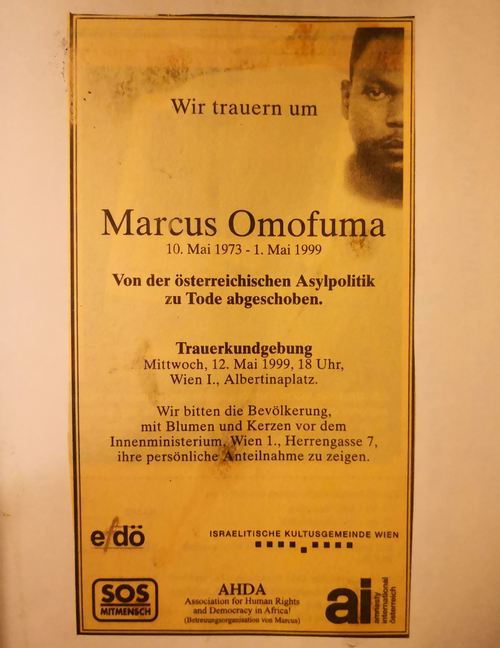 Wir trauern um
Marcus Omofuma
10. Mai 1973 - 1. Mai 1999
Von der österreichischen Asylpolitik
zu Tode abgeschoben.
Trauerkundgebung
Mittwoch, 12. Mai 1999, 18 Uhr,
Wien I., Albertinaplatz.
Wir bitten die Bevölkerung,
mit Blumen und Kerzen vor dem
Innenministerium, Wien 1., Herrengasse 7,
ihre persönliche Anteilnahme zu zeigen.
e/dö
ISRAELITISCHE KULTUSGEMEINDE WIEN
SOS
MITMENSCH
AHDA
Association for Human Rights
and Democracy in Africa!
(Betreuungsorganisation von Marcus)
ai
amnesty
international
österreich